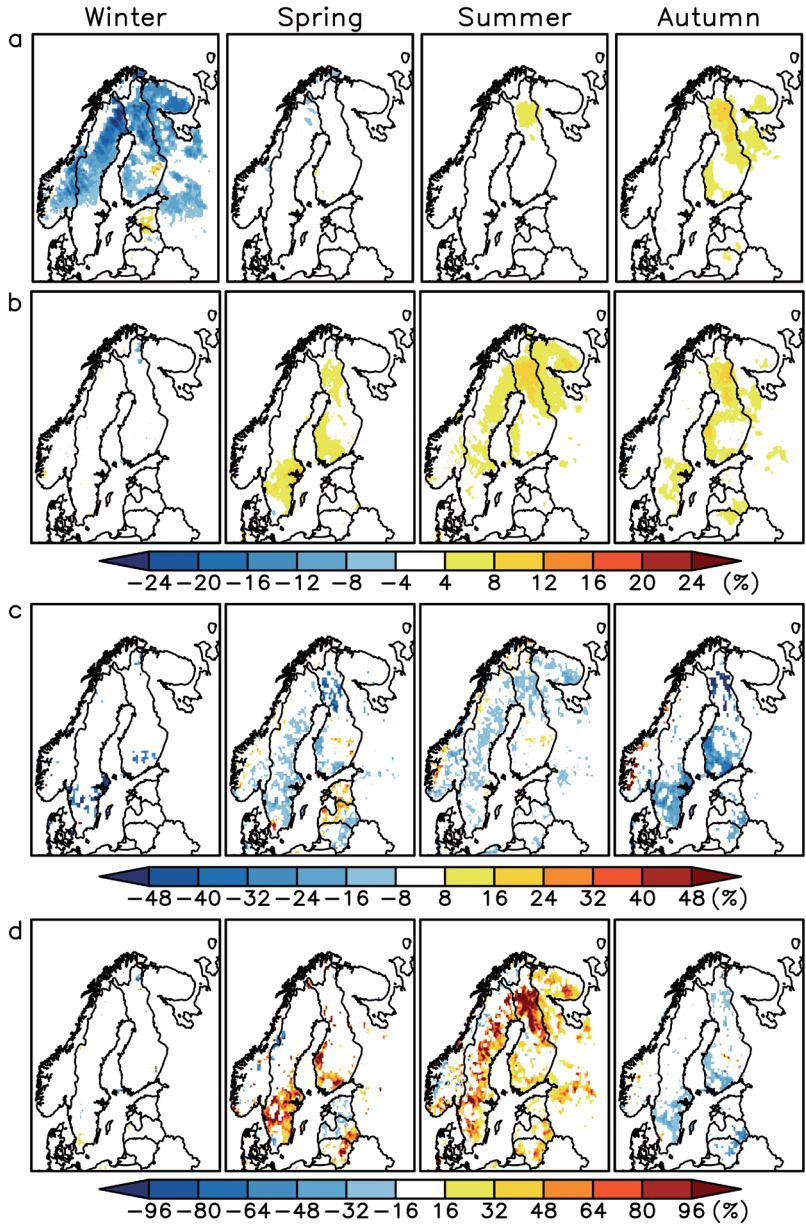 Winter Spring Summer Autumn
a
b
−24 −20 −16 −12 −8 −4 4 8 12 16 20 24 (%)
c
−48 −40 −32 −24 −16 −8 8 16 24 32 40 48 (%)
d
−96 −80 −64 −48 −32 −16 16 32 48 64 80 96 (%)